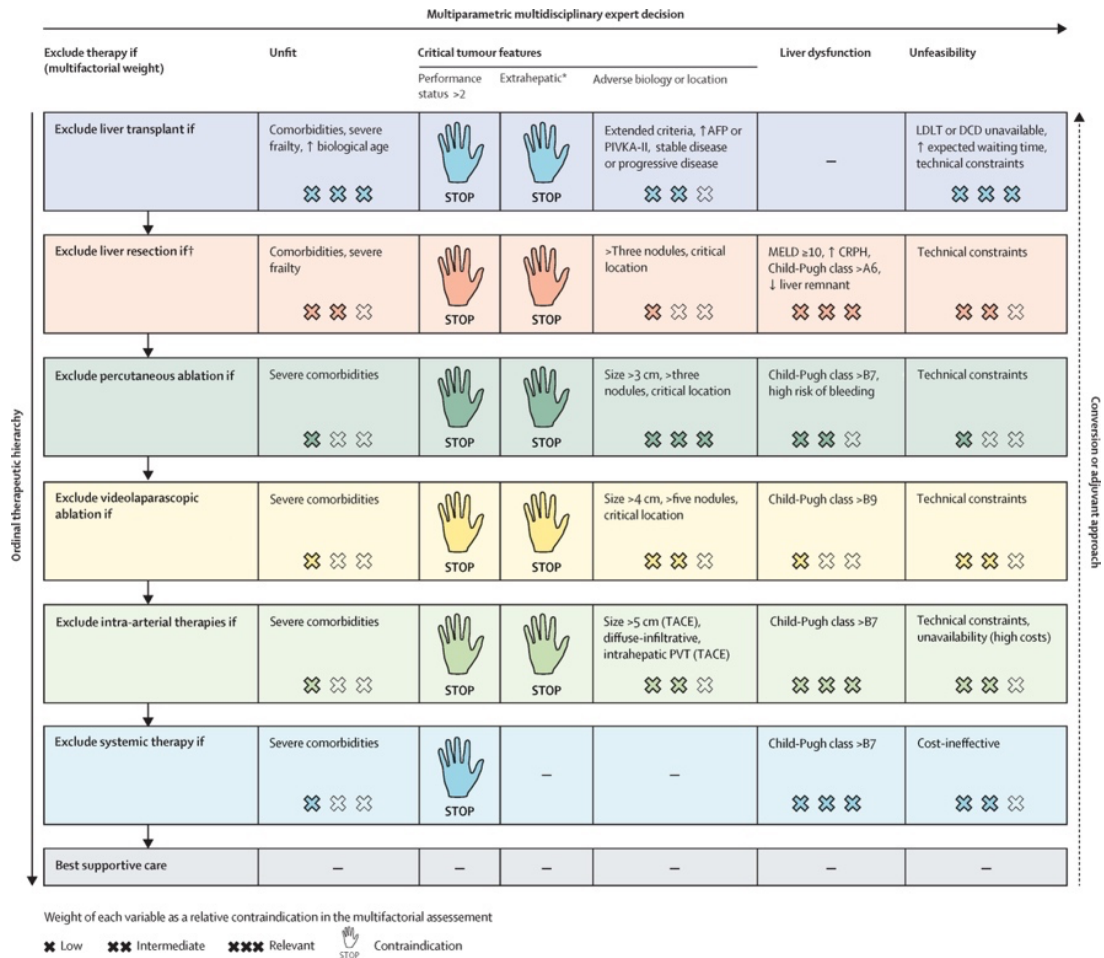 Multiparametric multidisciplinary expert decision
Exclude therapy if
(multifactorial weight)
Unfit
Critical tumour features
Liver dysfunction
Unfeasibility
Performance
status >2
Extrahepatic*
Adverse biology or location
Exclude liver transplant if
Comorbidities, severe
frailty, ↑ biological age
STOP
STOP
Extended criteria, ↑AFP or
PIVKA-II, stable disease
or progressive disease
–
LDLT or DCD unavailable,
↑ expected waiting time,
technical constraints
Exclude liver resection if†
Comorbidities, severe
frailty
STOP
STOP
>Three nodules, critical
location
MELD ≥10, ↑ CRPH,
Child-Pugh class >A6,
↓ liver remnant
Technical constraints
Exclude percutaneous ablation if
Severe comorbidities
STOP
STOP
Size >3 cm, >three
nodules, critical location
Child-Pugh class >B7,
high risk of bleeding
Technical constraints
Exclude videolaparascopic
ablation if
Severe comorbidities
STOP
STOP
Size >4 cm, >five nodules,
critical location
Child-Pugh class >B9
Technical constraints
Exclude intra-arterial therapies if
Severe comorbidities
STOP
STOP
Size >5 cm (TACE),
diffuse-infiltrative,
intrahepatic PVT (TACE)
Child-Pugh class >B7
Technical constraints,
unavailability (high costs)
Exclude systemic therapy if
Severe comorbidities
STOP
–
–
Child-Pugh class >B7
Cost-ineffective
Best supportive care
–
–
–
–
–
–
Ordinal therapeutic hierarchy
Conversion or adjuvant approach
Weight of each variable as a relative contraindication in the multifactorial assessement
Low
Intermediate
Relevant
STOP
Contraindication